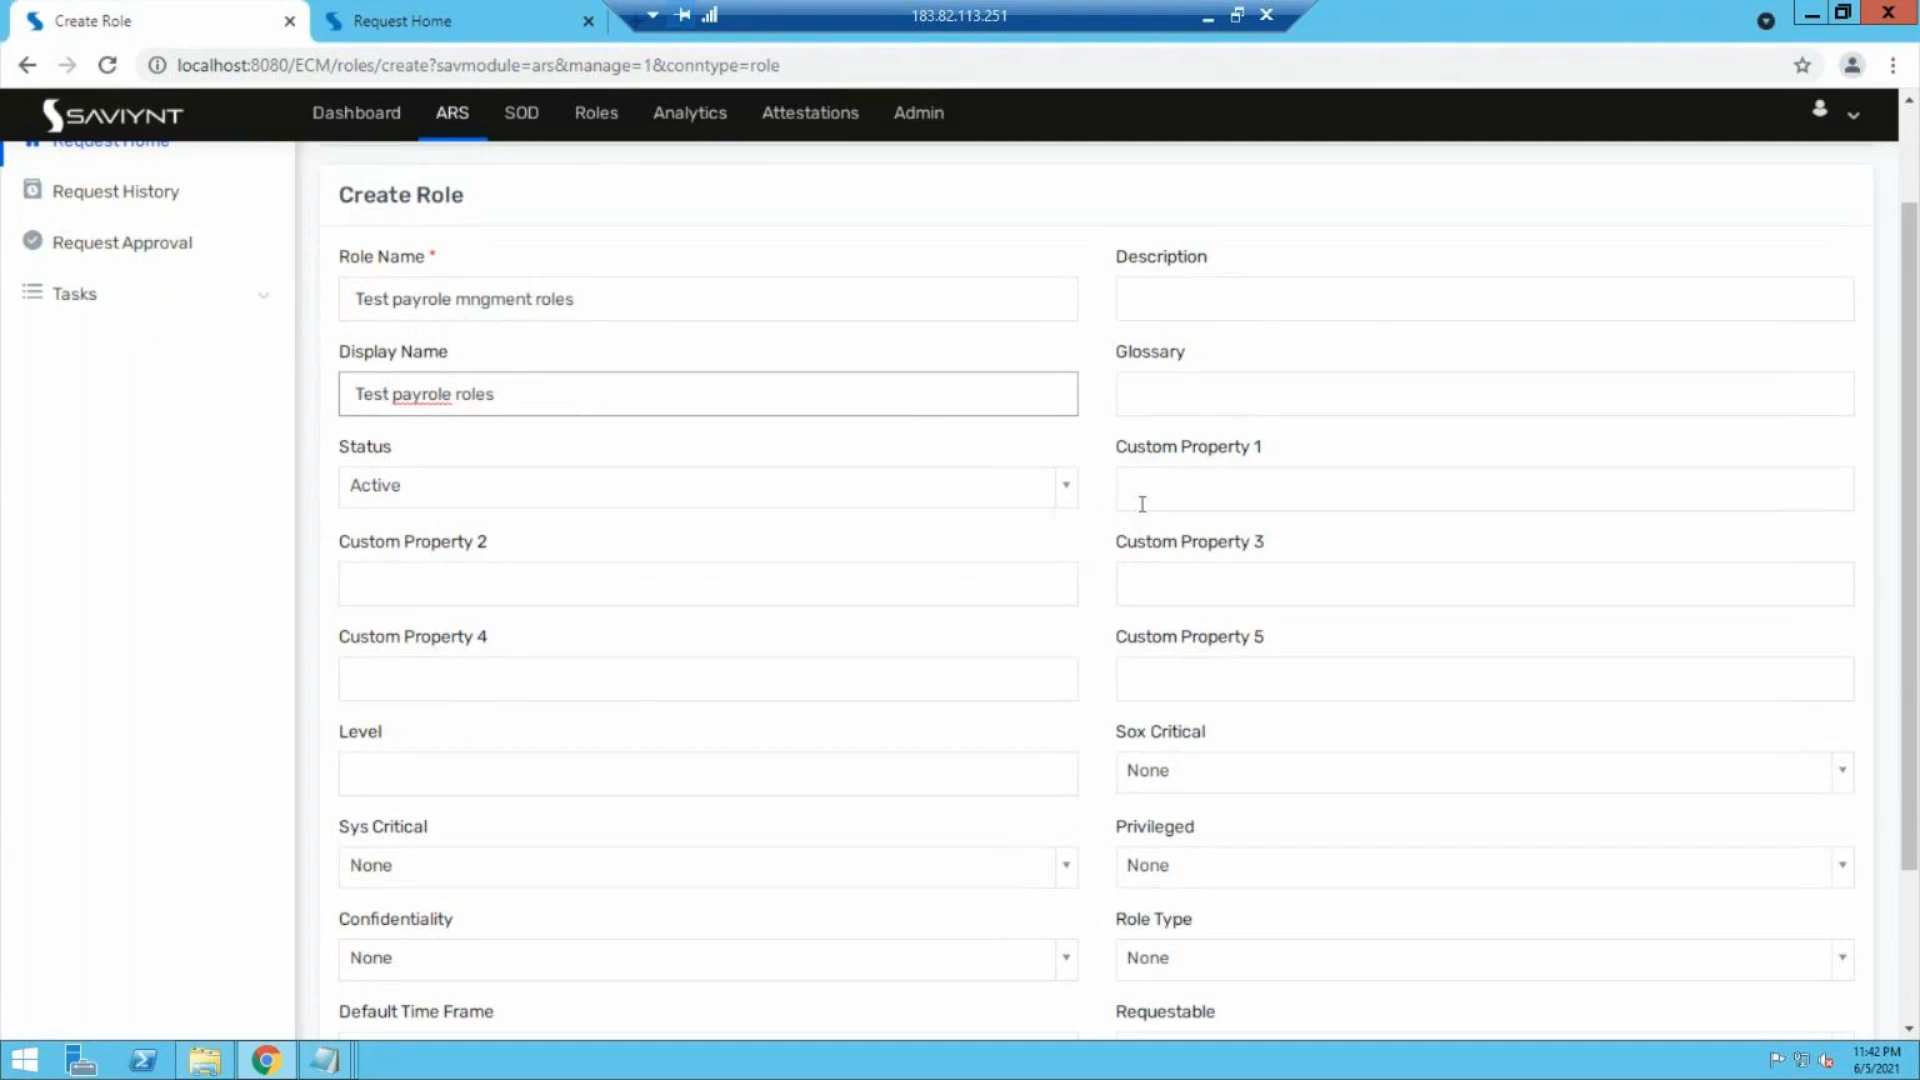 Create Role
Request Home
183.82.113.251
localhost:8080/ECM/roles/create?savmodule=ars&manage=1&conntype=role
SAVIYNT
Dashboard
ARS
SOD
Roles
Analytics
Attestations
Admin
Request Home
Request History
Request Approval
Tasks
Create Role
Role Name *
Description
Test payrole mngment roles
Display Name
Glossary
Test payrole roles
Status
Custom Property 1
Active
Custom Property 2
Custom Property 3
Custom Property 4
Custom Property 5
Level
Sox Critical
None
Sys Critical
Privileged
None
None
Confidentiality
Role Type
None
None
Default Time Frame
Requestable
11:42 PM
6/5/2021